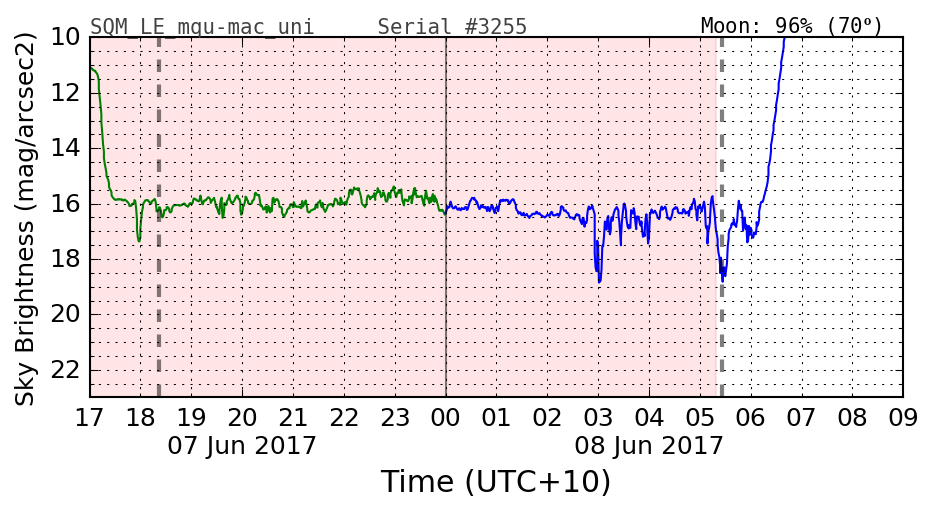 SQM_LE_mqu-mac_uni Serial #3255 Moon: 96% (70º)
Sky Brightness (mag/arcsec2)
10
12
14
16
18
20
22
17 18 19 20 21 22 23 00 01 02 03 04 05 06 07 08 09
07 Jun 2017 08 Jun 2017
Time (UTC+10)